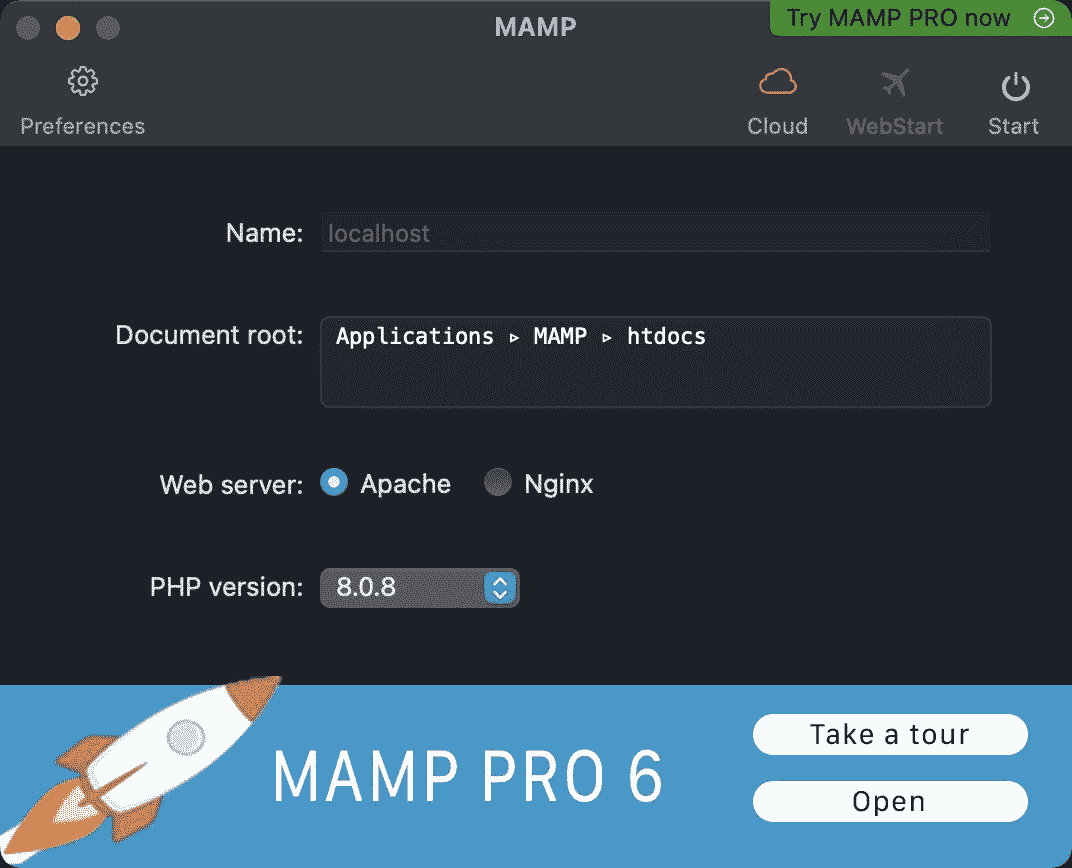 MAMP
Try MAMP PRO now
Preferences
Cloud
WebStart
Start
Name: localhost
Document root: Applications ▹ MAMP ▹ htdocs
Web server: Apache Nginx
PHP version: 8.0.8
MAMP PRO 6
Take a tour
Open